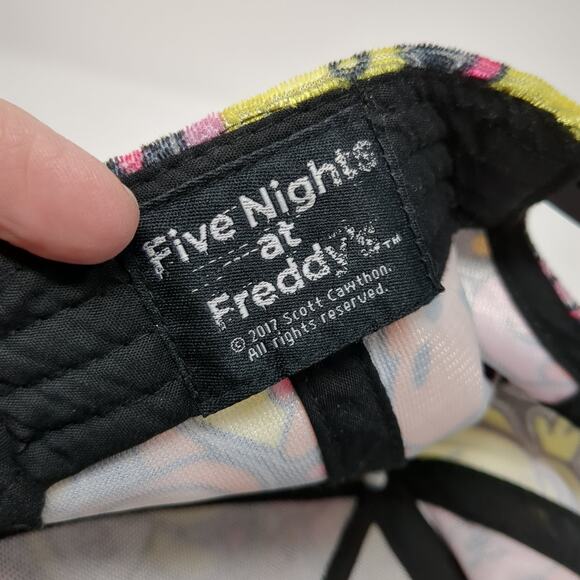 Five Nights
at
Freddy's™
© 2017 Scott Cawthon.
All rights reserved.